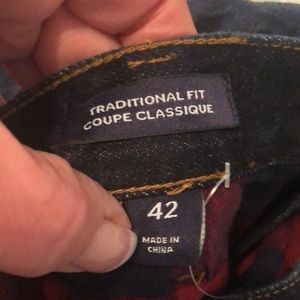 TRADITIONAL FIT
COUPE CLASSIQUE
42
MADE IN
CHINA